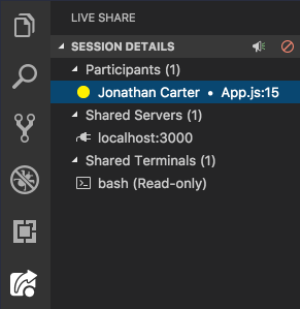 LIVE SHARE
SESSION DETAILS
Participants (1)
Jonathan Carter • App.js:15
Shared Servers (1)
localhost:3000
Shared Terminals (1)
bash (Read-only)